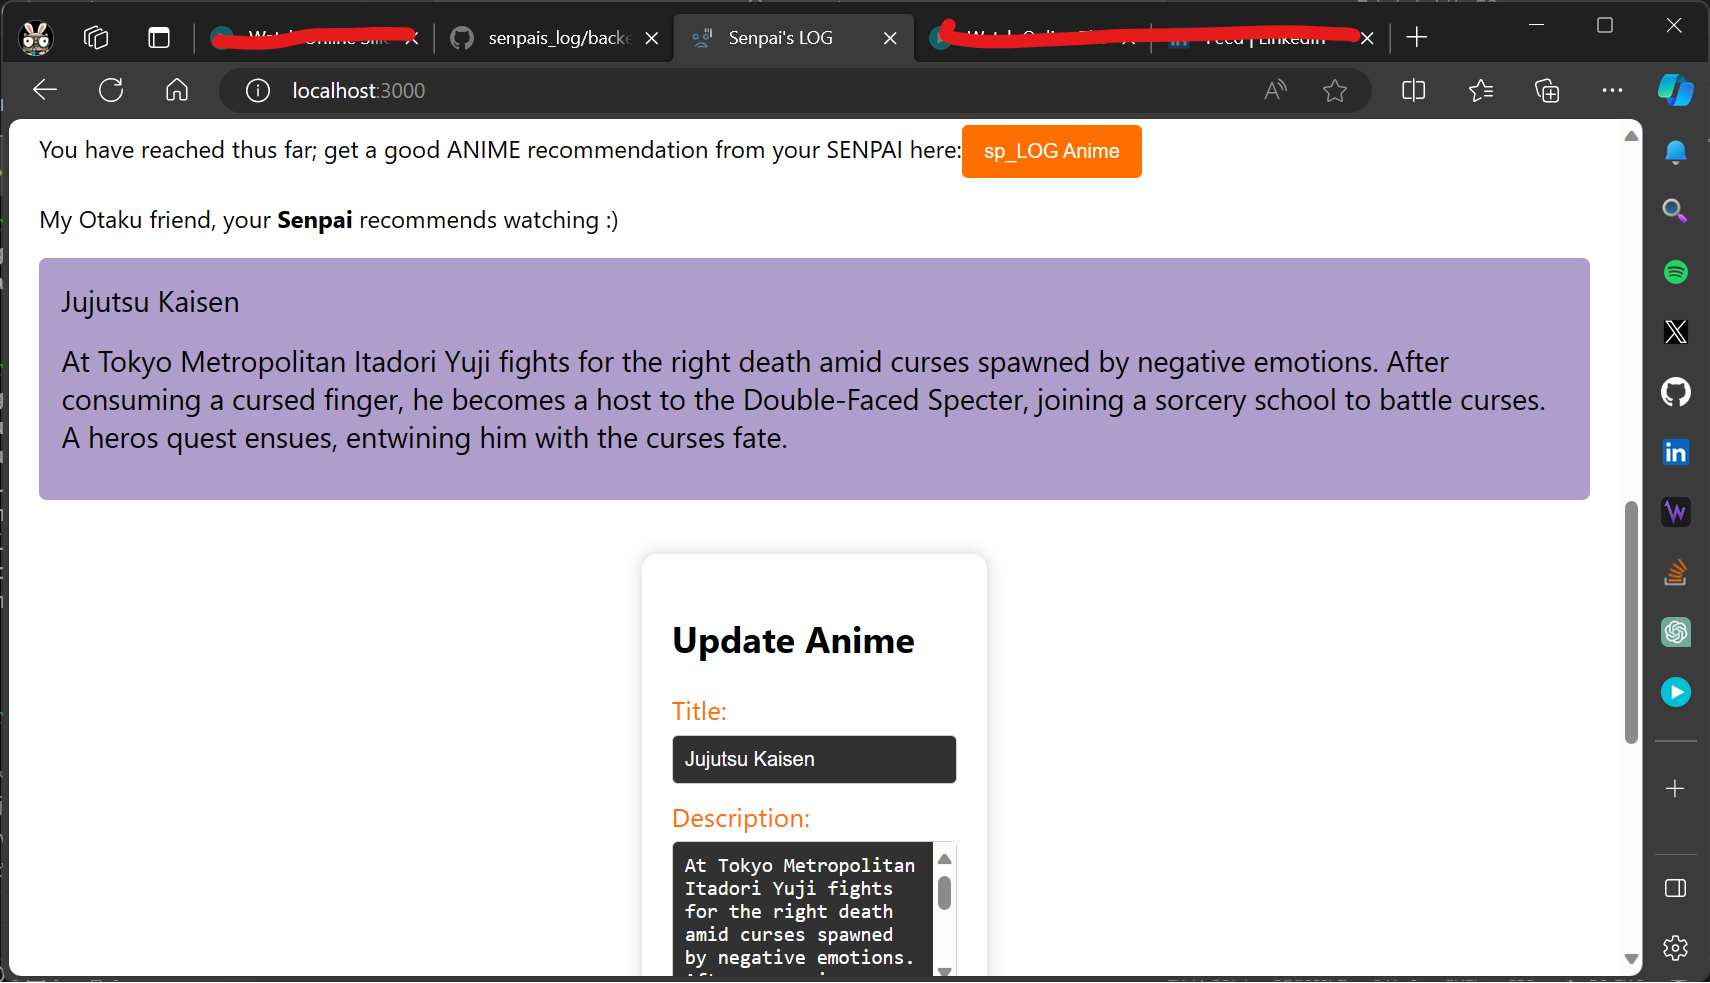 senpais_log/backe
Senpai's LOG
Feed | LinkedIn
localhost:3000
You have reached thus far; get a good ANIME recommendation from your SENPAI here:
sp_LOG Anime
My Otaku friend, your Senpai recommends watching :)
Jujutsu Kaisen
At Tokyo Metropolitan Itadori Yuji fights for the right death amid curses spawned by negative emotions. After
consuming a cursed finger, he becomes a host to the Double-Faced Specter, joining a sorcery school to battle curses.
A heros quest ensues, entwining him with the curses fate.
Update Anime
Title:
Jujutsu Kaisen
Description:
At Tokyo Metropolitan
Itadori Yuji fights
for the right death
amid curses spawned
by negative emotions.